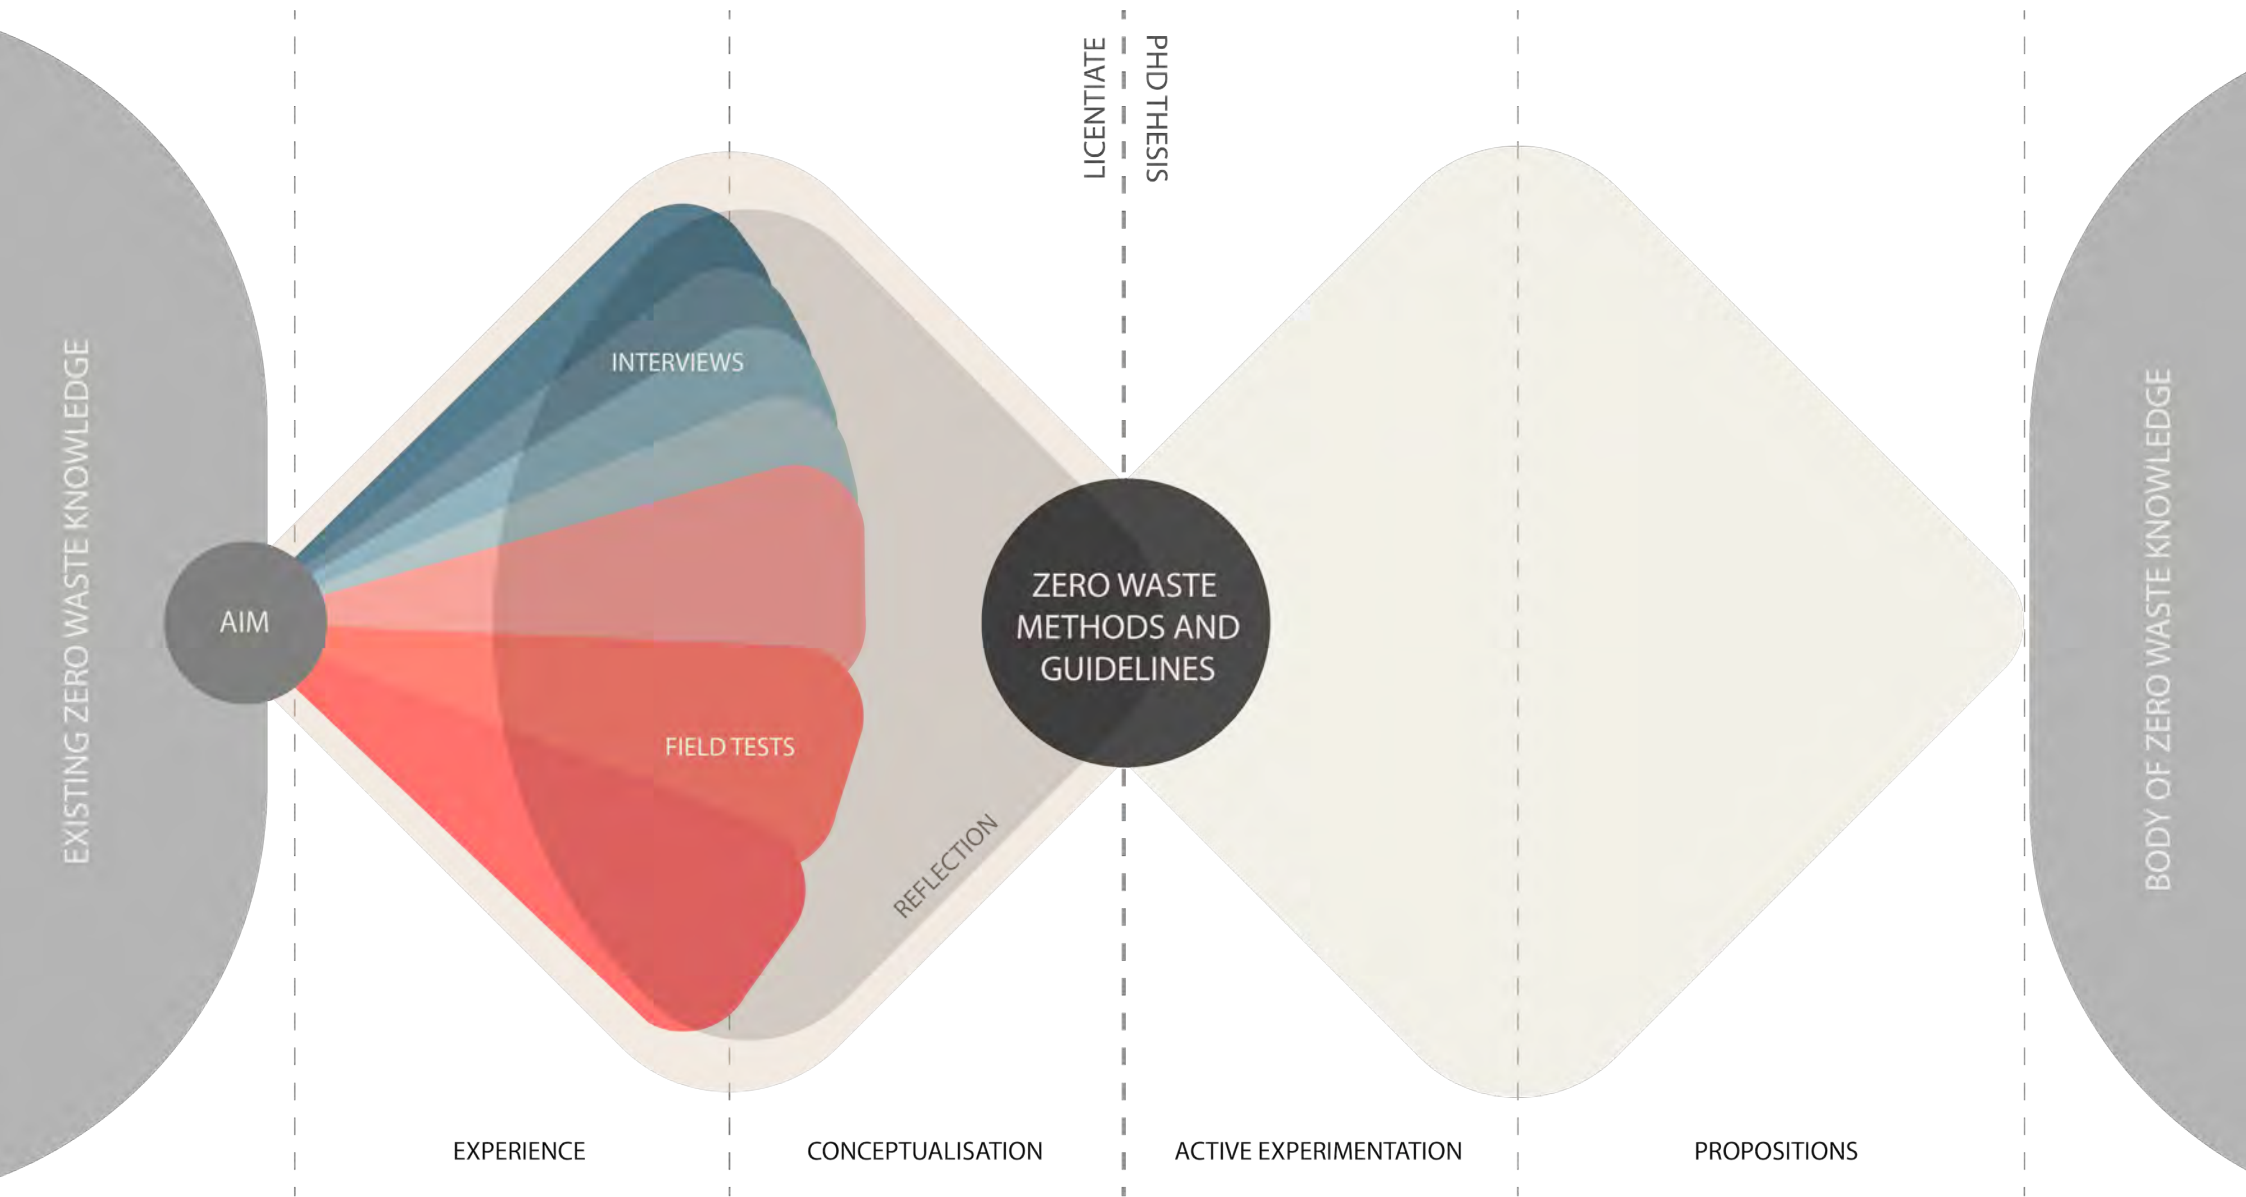 LICENTIATE
PHD THESIS
EXISTING ZERO WASTE KNOWLEDGE
AIM
INTERVIEWS
FIELD TESTS
REFLECTION
ZERO WASTE
METHODS AND
GUIDELINES
BODY OF ZERO WASTE KNOWLEDGE
EXPERIENCE
CONCEPTUALISATION
ACTIVE EXPERIMENTATION
PROPOSITIONS